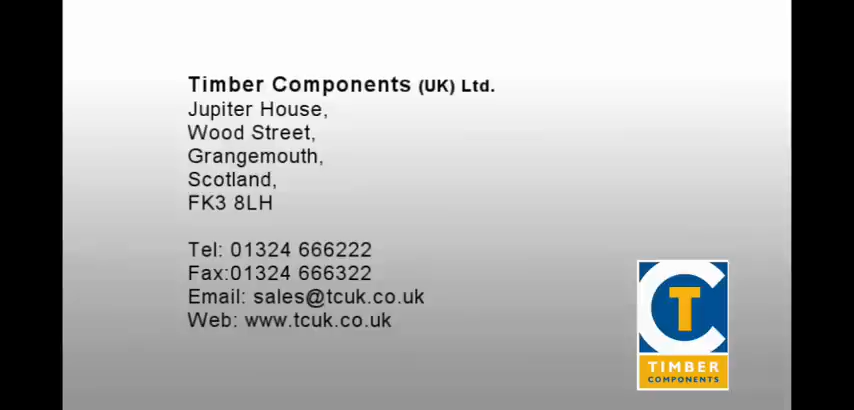 Timber Components (UK) Ltd.
Jupiter House,
Wood Street,
Grangemouth,
Scotland,
FK3 8LH
Tel: 01324 666222
Fax:01324 666322
Email: sales@tcuk.co.uk
Web: www.tcuk.co.uk
CT
TIMBER
COMPONENTS